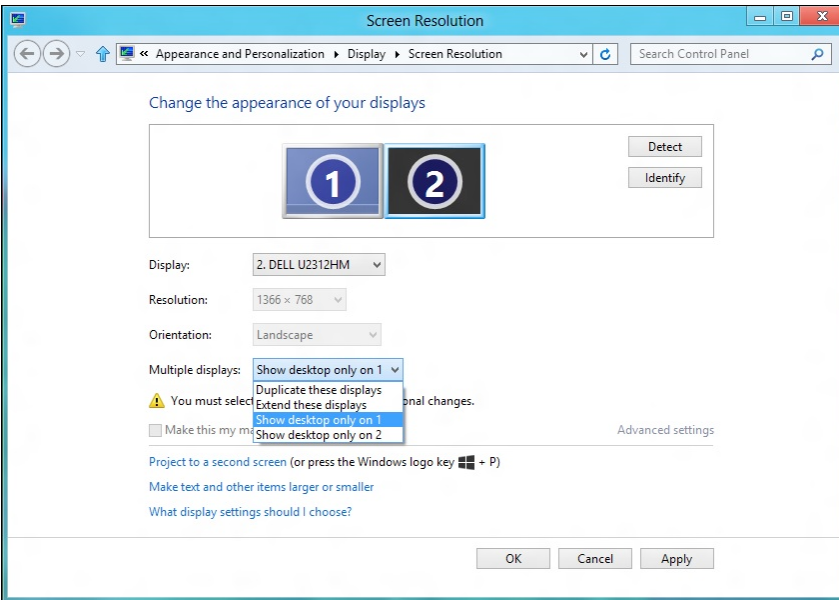 Screen Resolution
« Appearance and Personalization Display Screen Resolution Search Control Panel
Change the appearance of your displays
1 2
Detect
Identify
Display: 2. DELL U2312HM
Resolution: 1366 × 768
Orientation: Landscape
Multiple displays: Show desktop only on 1
Duplicate these displays
You must select onal changes.
Extend these displays
Show desktop only on 1
Make this my ma Advanced settings
Show desktop only on 2
Project to a second screen (or press the Windows logo key + P)
Make text and other items larger or smaller
What display settings should I choose?
OK Cancel Apply